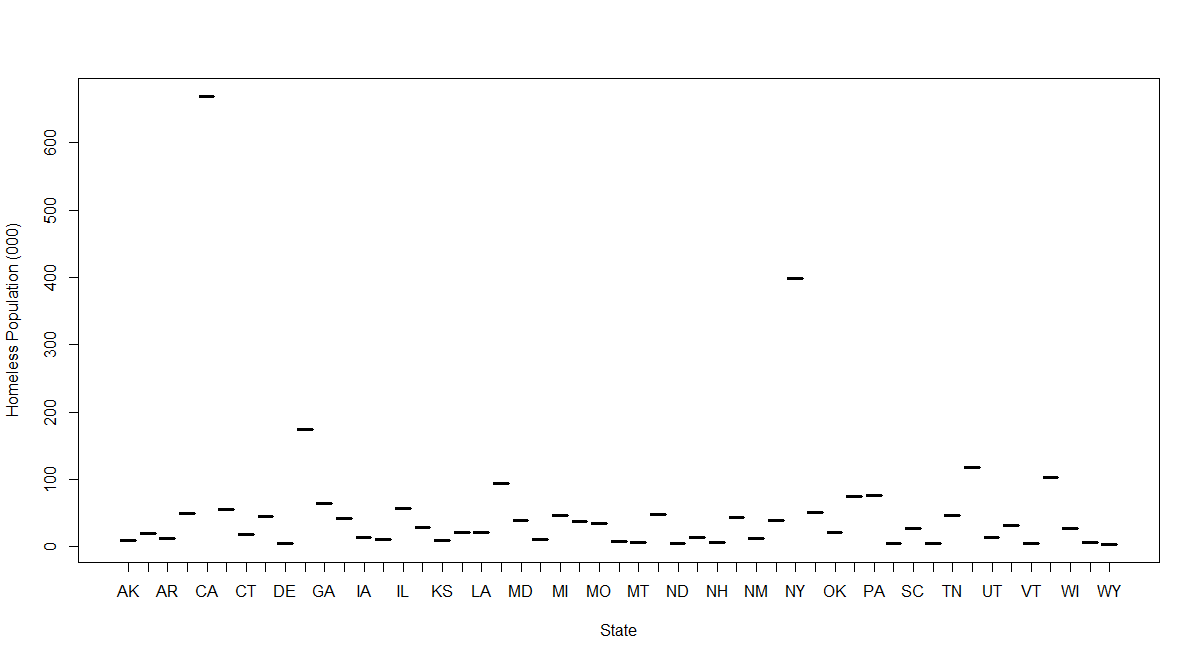 Homeless Population (000)
600
500
400
300
200
100
0
AK AR CA CT DE GA IA IL KS LA MD MI MO MT ND NH NM NY OK PA SC TN UT VT WI WY
State